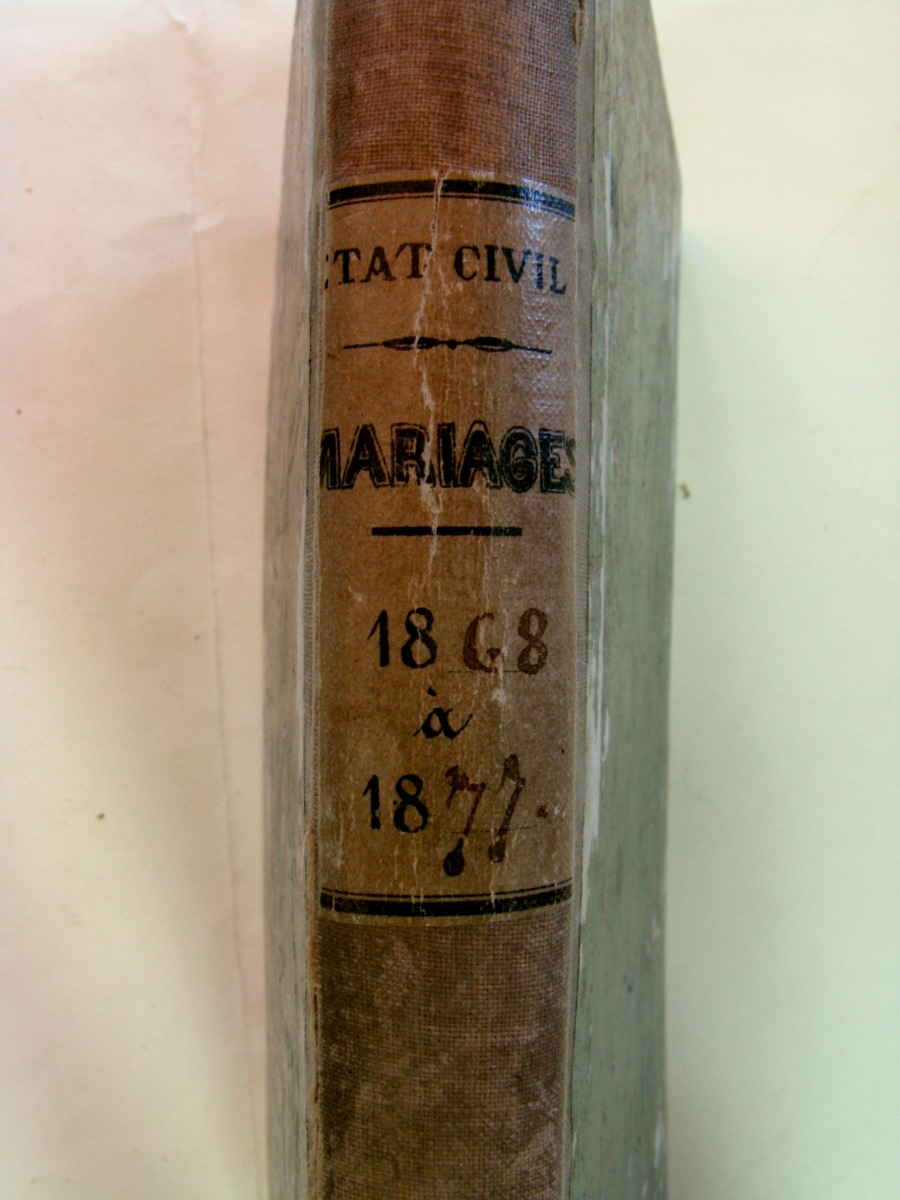 ETAT CIVIL
MARIAGES
1868
à
1877.